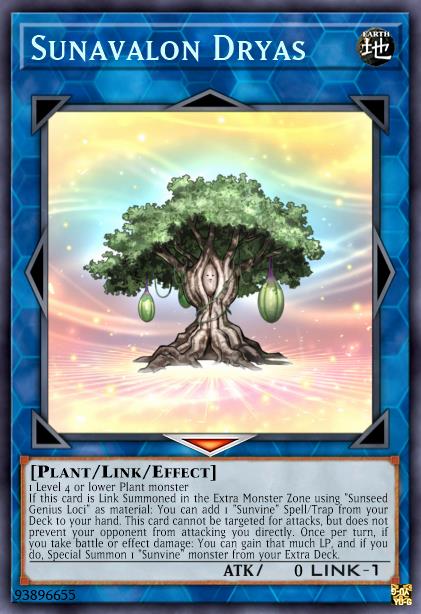 Sunavalon Dryas
EARTH
地
[Plant/Link/Effect]
1 Level 4 or lower Plant monster
If this card is Link Summoned in the Extra Monster Zone using "Sunseed
Genius Loci" as material: You can add 1 "Sunvine" Spell/Trap from your
Deck to your hand. This card cannot be targeted for attacks, but does not
prevent your opponent from attacking you directly. Once per turn, if
you take battle or effect damage: You can gain that much LP, and if you
do, Special Summon 1 "Sunvine" monster from your Extra Deck.
ATK/ 0 LINK-1
93896655